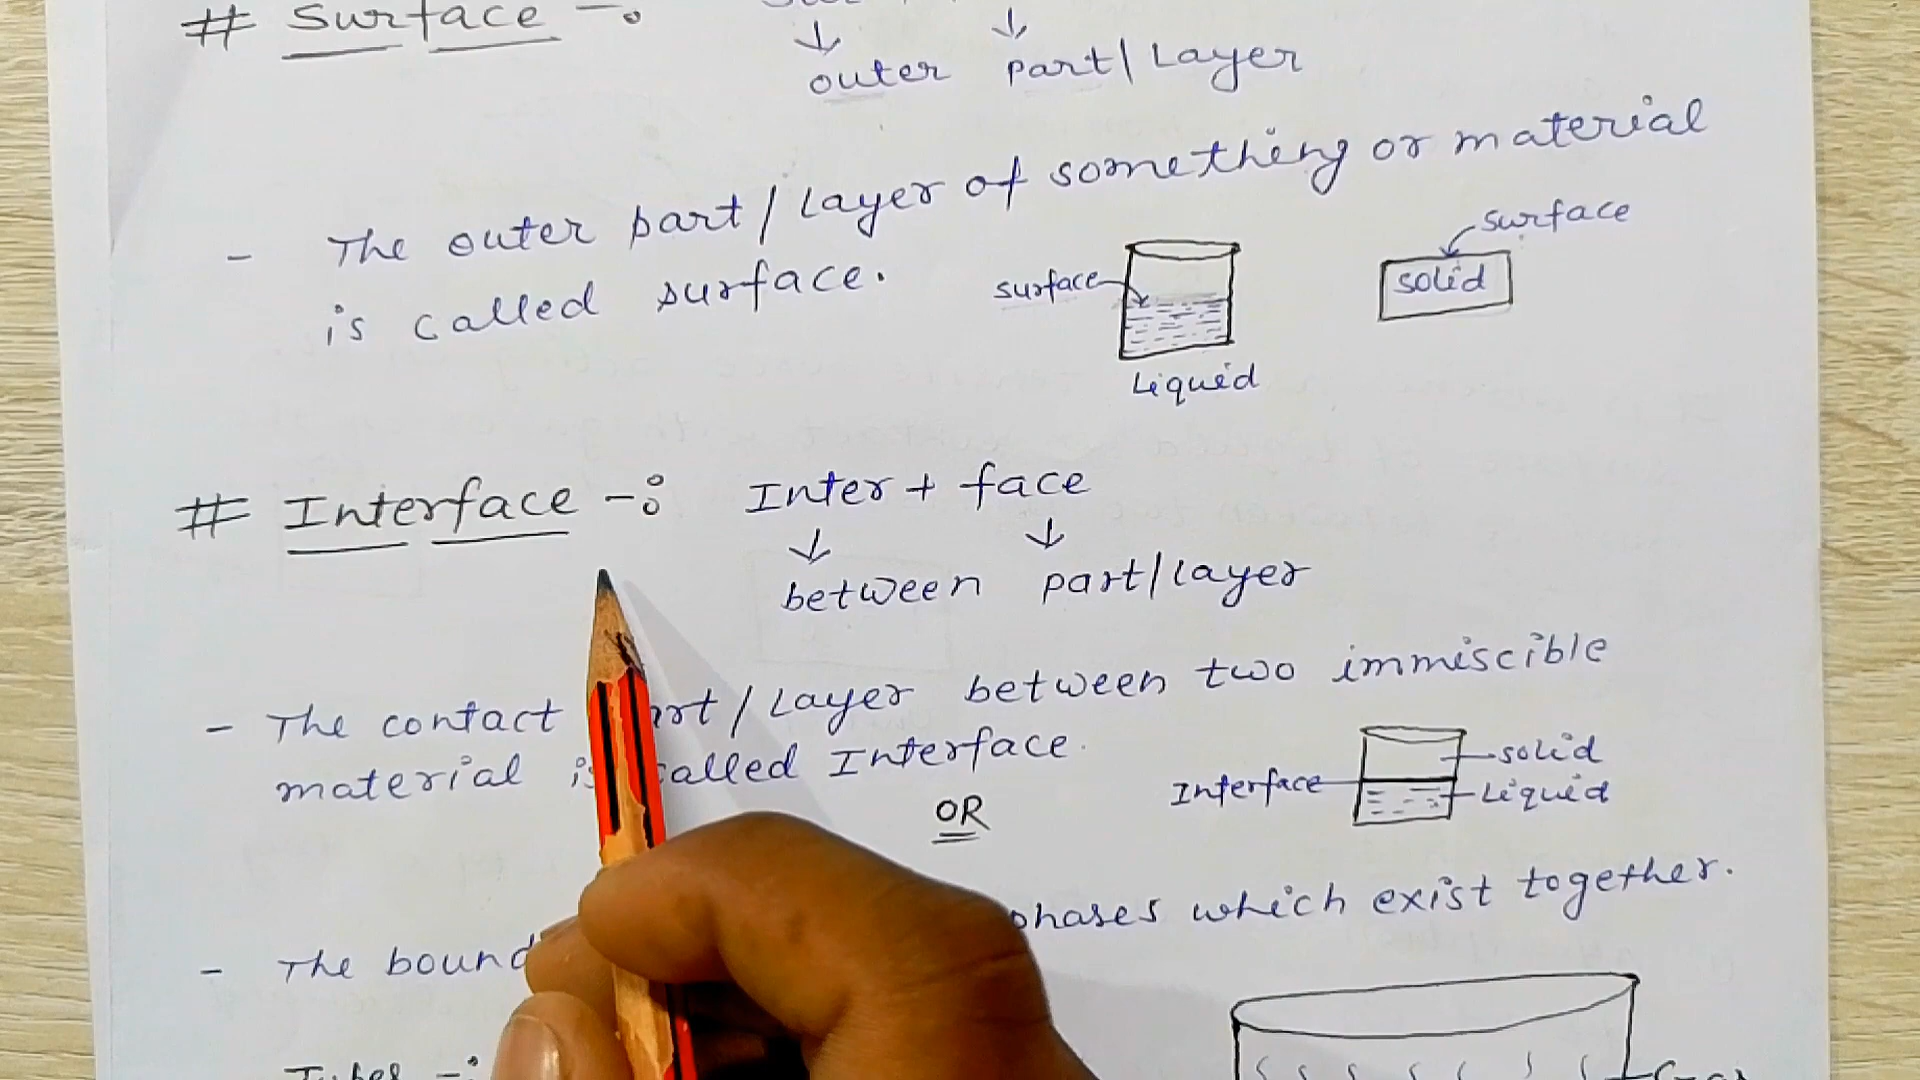 # Surface -:
outer part/Layer
- The outer part/Layer of something or material
is called surface.
surface
Liquid
surface
solid
# Interface -: Inter + face
between part/Layer
- The contact /Layer between two immiscible
material is called Interface.
Interface
solid
Liquid
OR
- The phases which exist together.